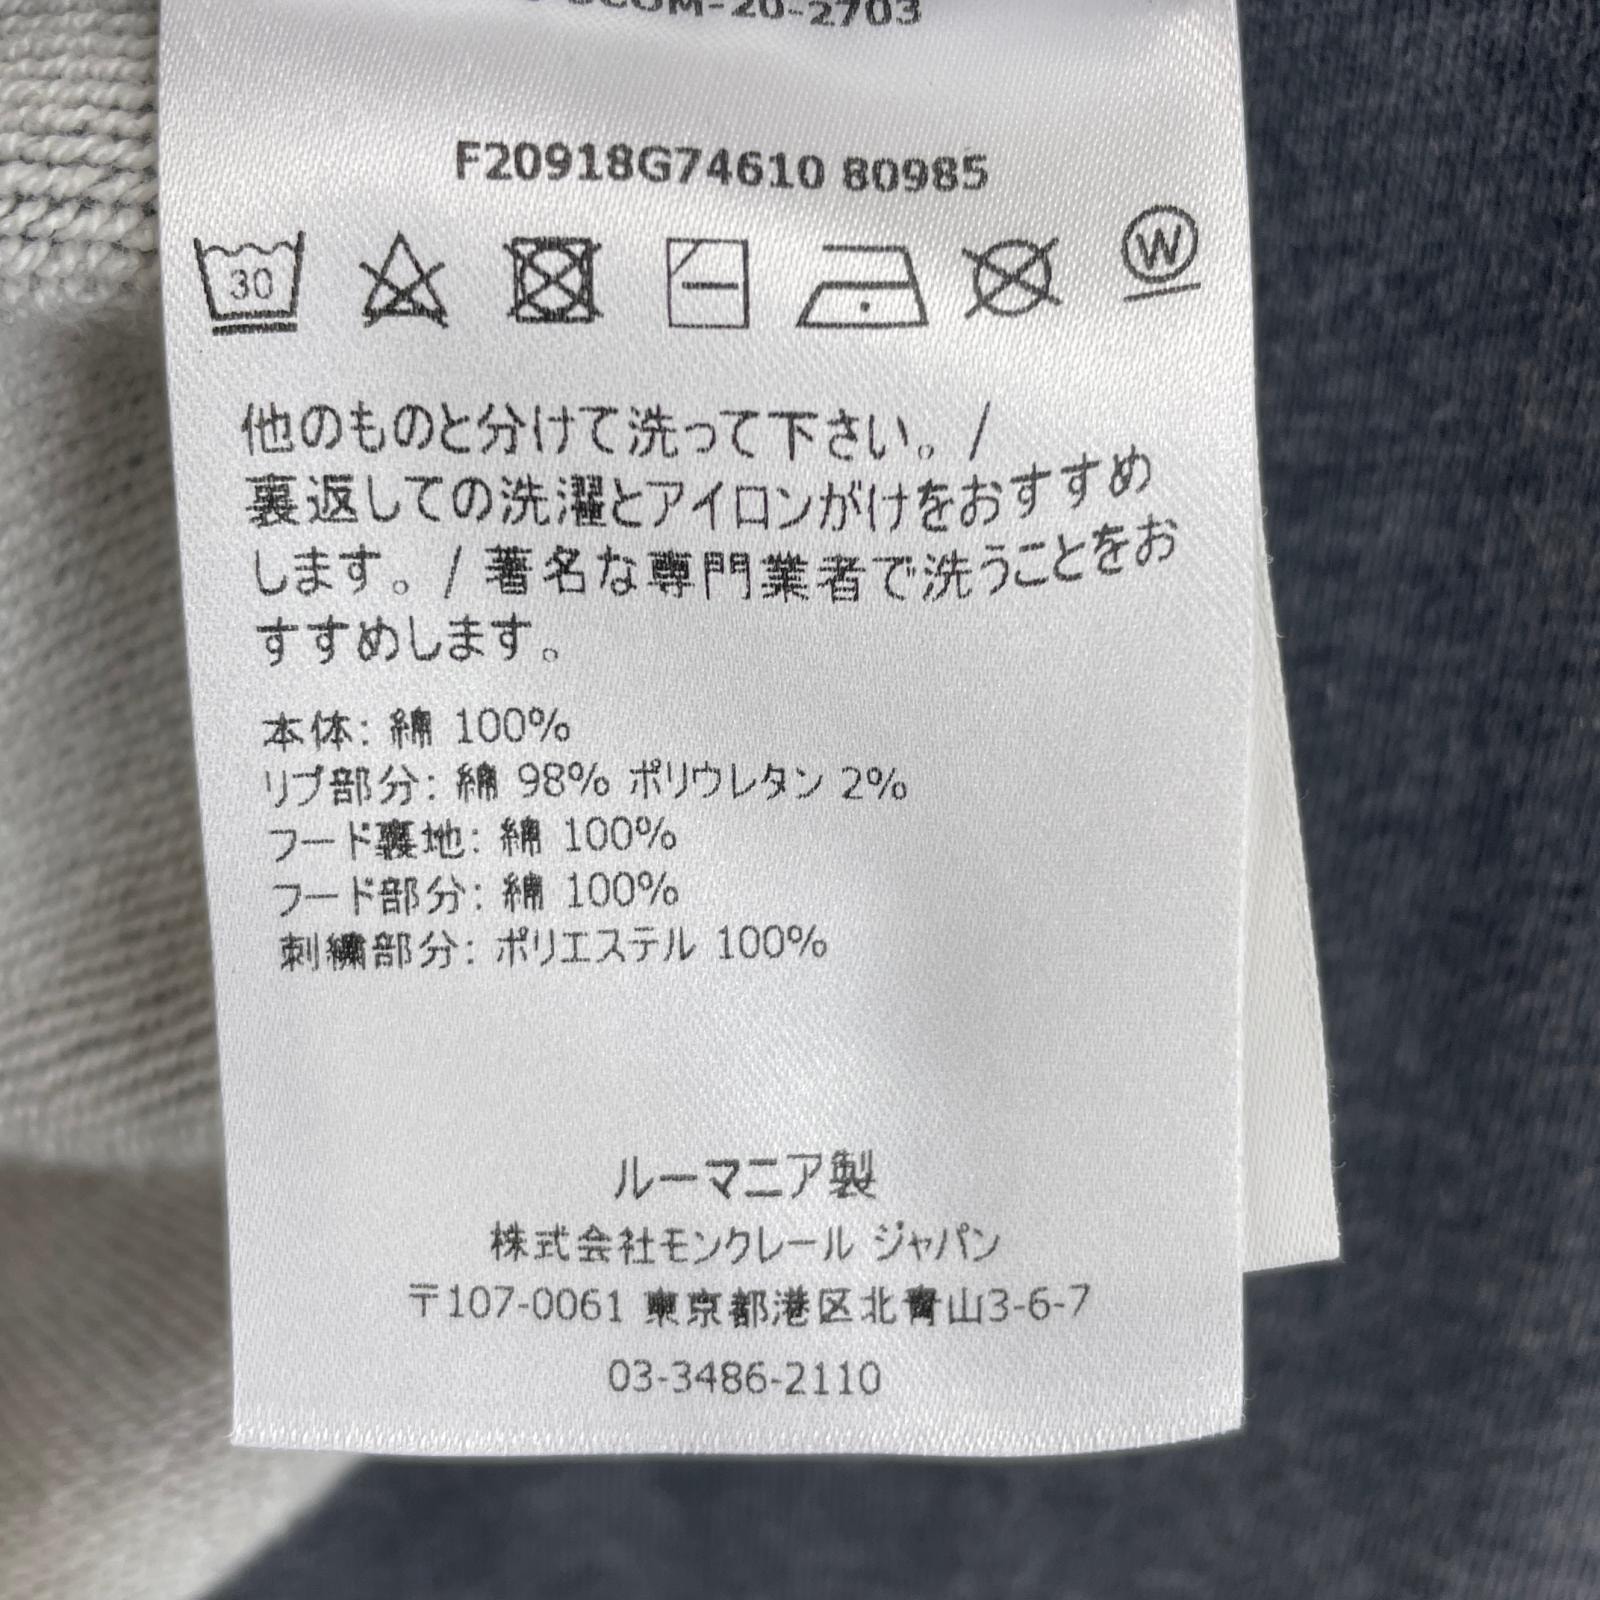 COM-20-2703
F20918G74610 80985
30
W
他のものと分けて洗って下さい。/
裏返しての洗濯とアイロンがけをおすすめ
します。/ 著名な専門業者で洗うことをお
すすめします。
本体: 綿 100%
リブ部分: 綿 98% ポリウレタン 2%
フード裏地: 綿 100%
フード部分: 綿 100%
刺繍部分: ポリエステル 100%
ルーマニア製
株式会社モンクレール ジャパン
〒107-0061 東京都港区北青山3-6-7
03-3486-2110